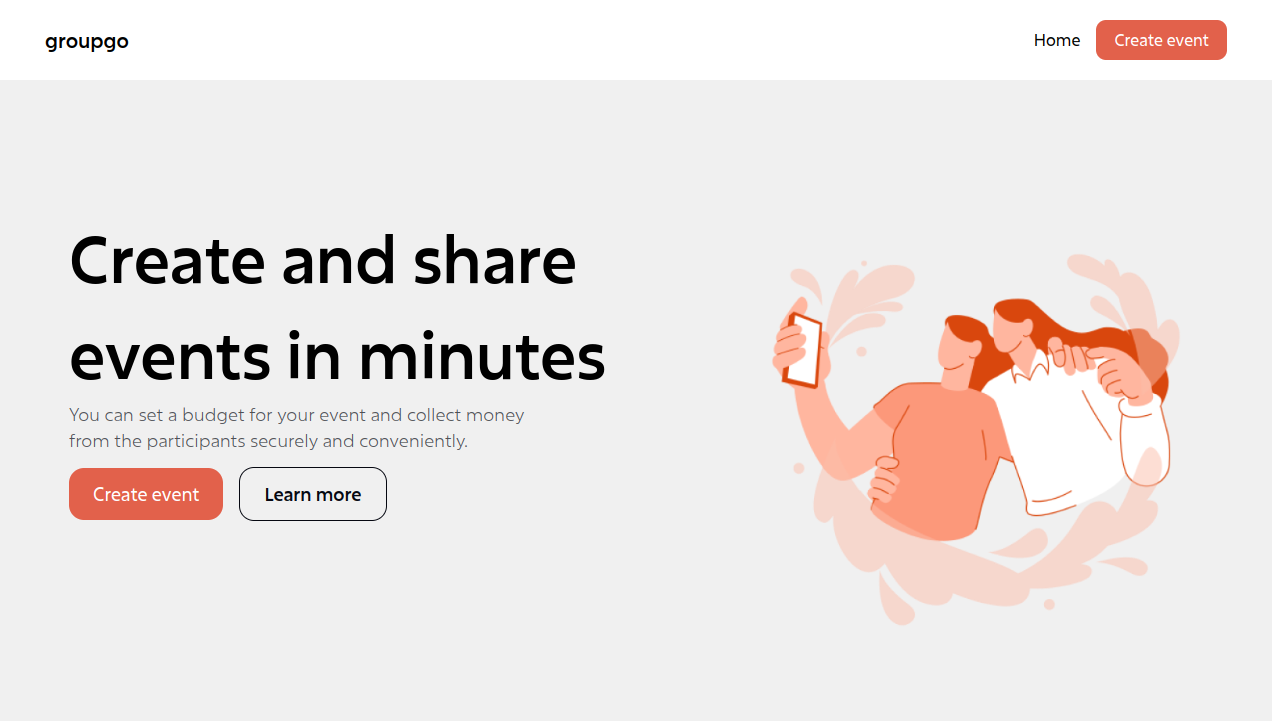 groupgo
Home
Create event
Create and share
events in minutes
You can set a budget for your event and collect money
from the participants securely and conveniently.
Create event
Learn more